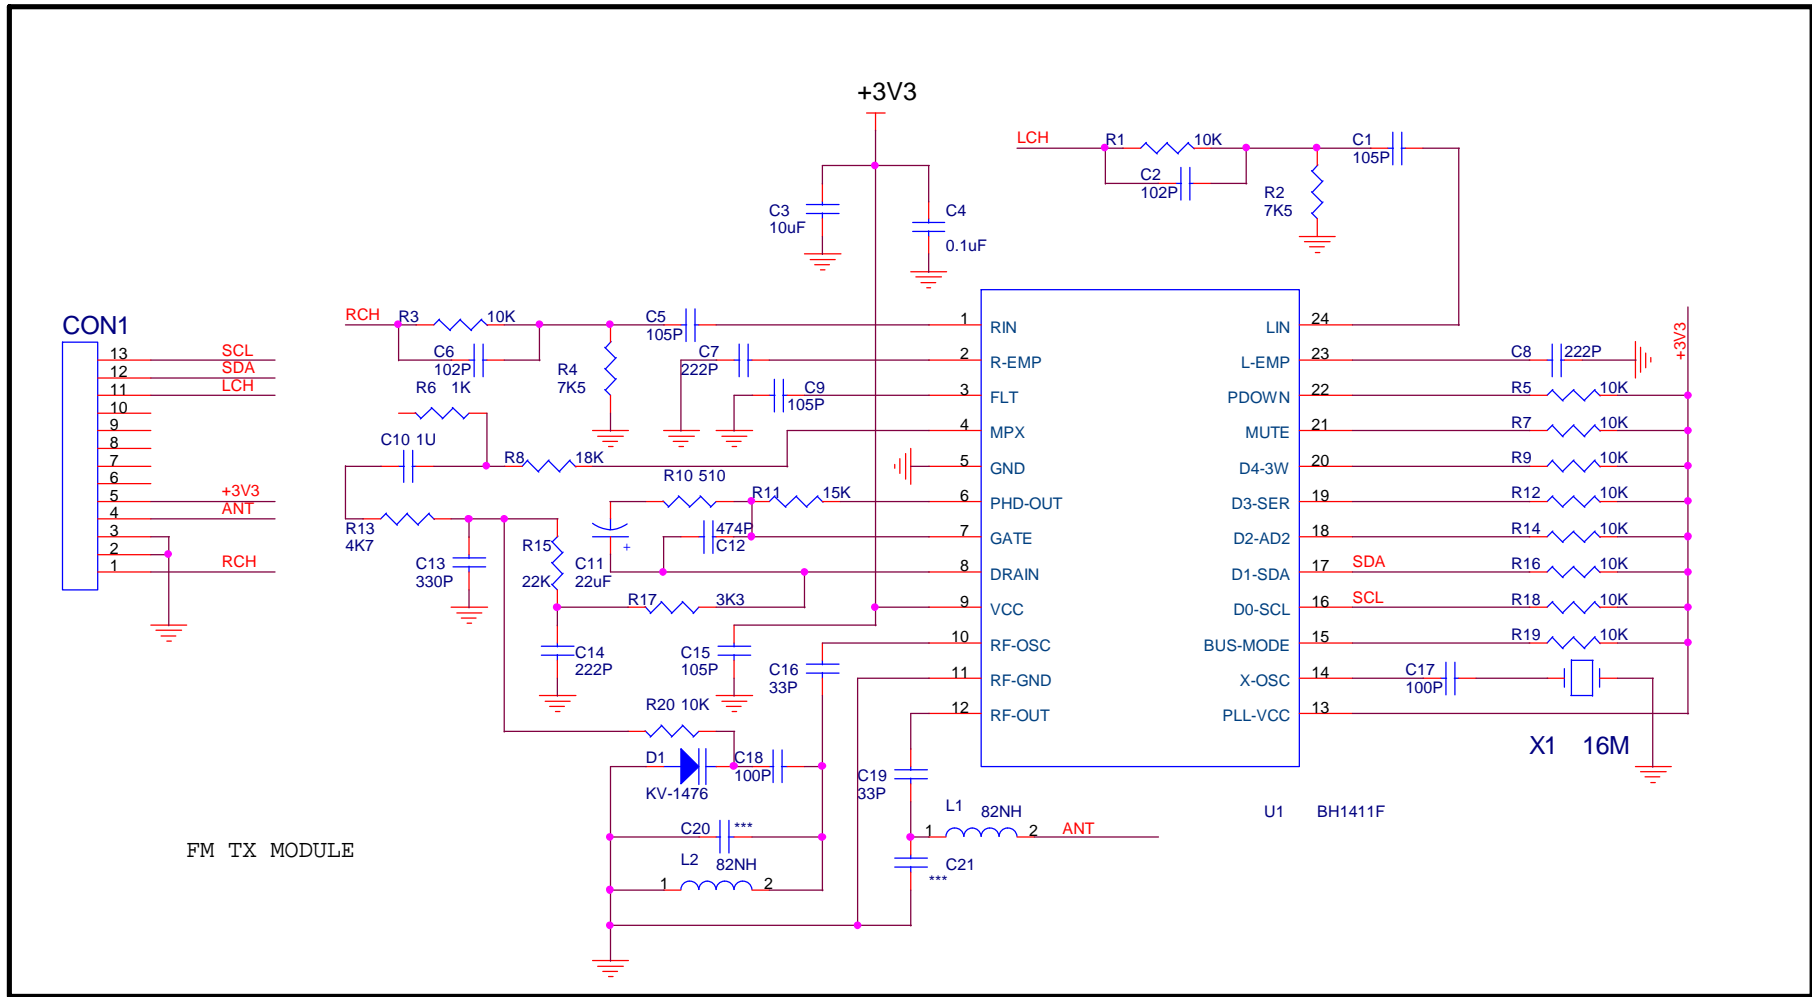 +3V3
LCH
R1 10K
C1
105P
C2
102P
R2
7K5
C3
10uF
C4
0.1uF
CON1
13 SCL
12 SDA
11 LCH
10
9
8
7
6
5 +3V3
4 ANT
3
2
1 RCH
RCH
R3 10K
C5
105P
C6
102P
R4
7K5
R6 1K
C7
222P
C9
105P
C10 1U
R8 18K
R10 510
R11 15K
R13
4K7
C13
330P
R15
22K
C11
22uF
+
474P
C12
R17 3K3
C14
222P
C15
105P
C16
33P
R20 10K
D1
KV-1476
C18
100P
C20 ***
L2 82NH
1 2
C19
33P
L1 82NH
1 2 ANT
C21
***
1 RIN
2 R-EMP
3 FLT
4 MPX
5 GND
6 PHD-OUT
7 GATE
8 DRAIN
9 VCC
10 RF-OSC
11 RF-GND
12 RF-OUT
LIN 24
L-EMP 23
PDOWN 22
MUTE 21
D4-3W 20
D3-SER 19
D2-AD2 18
D1-SDA 17
D0-SCL 16
BUS-MODE 15
X-OSC 14
PLL-VCC 13
+3V3
C8 222P
R5 10K
R7 10K
R9 10K
R12 10K
R14 10K
SDA R16 10K
SCL R18 10K
R19 10K
C17
100P
X1 16M
U1 BH1411F
FM TX MODULE